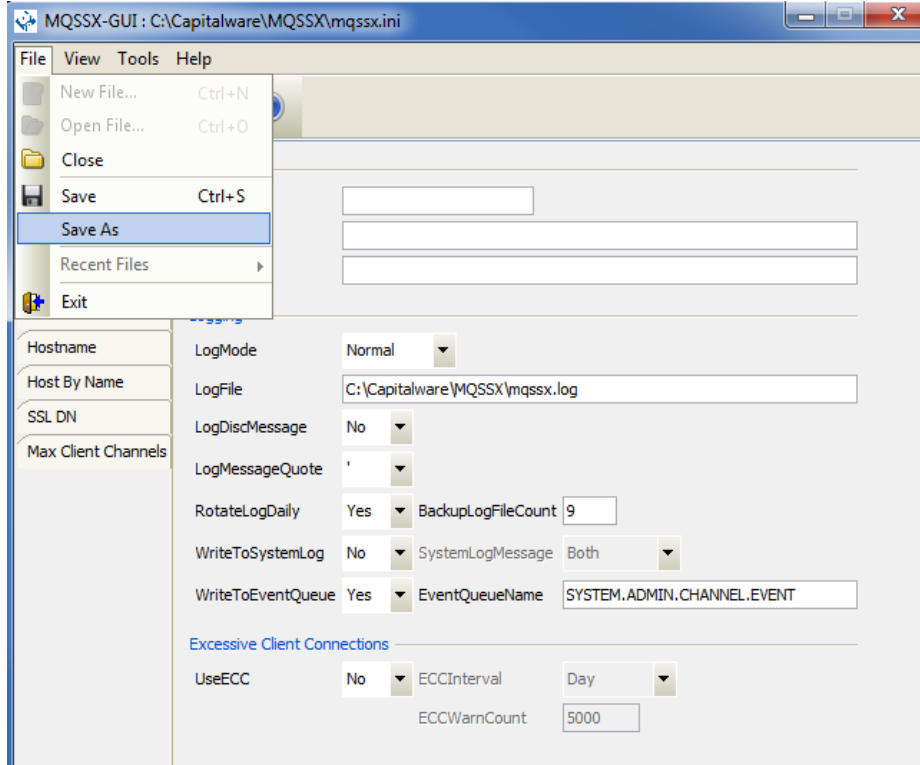 MQSSX-GUI : C:\Capitalware\MQSSX\mqssx.ini
File View Tools Help
New File... Ctrl+N
Open File... Ctrl+O
Close
Save Ctrl+S
Save As
Recent Files
Exit
Logging
Hostname
Host By Name
SSL DN
Max Client Channels
LogMode Normal
LogFile C:\Capitalware\MQSSX\mqssx.log
LogDiscMessage No
LogMessageQuote '
RotateLogDaily Yes BackupLogFileCount 9
WriteToSystemLog No SystemLogMessage Both
WriteToEventQueue Yes EventQueueName SYSTEM.ADMIN.CHANNEL.EVENT
Excessive Client Connections
UseECC No ECCInterval Day
ECCWarnCount 5000